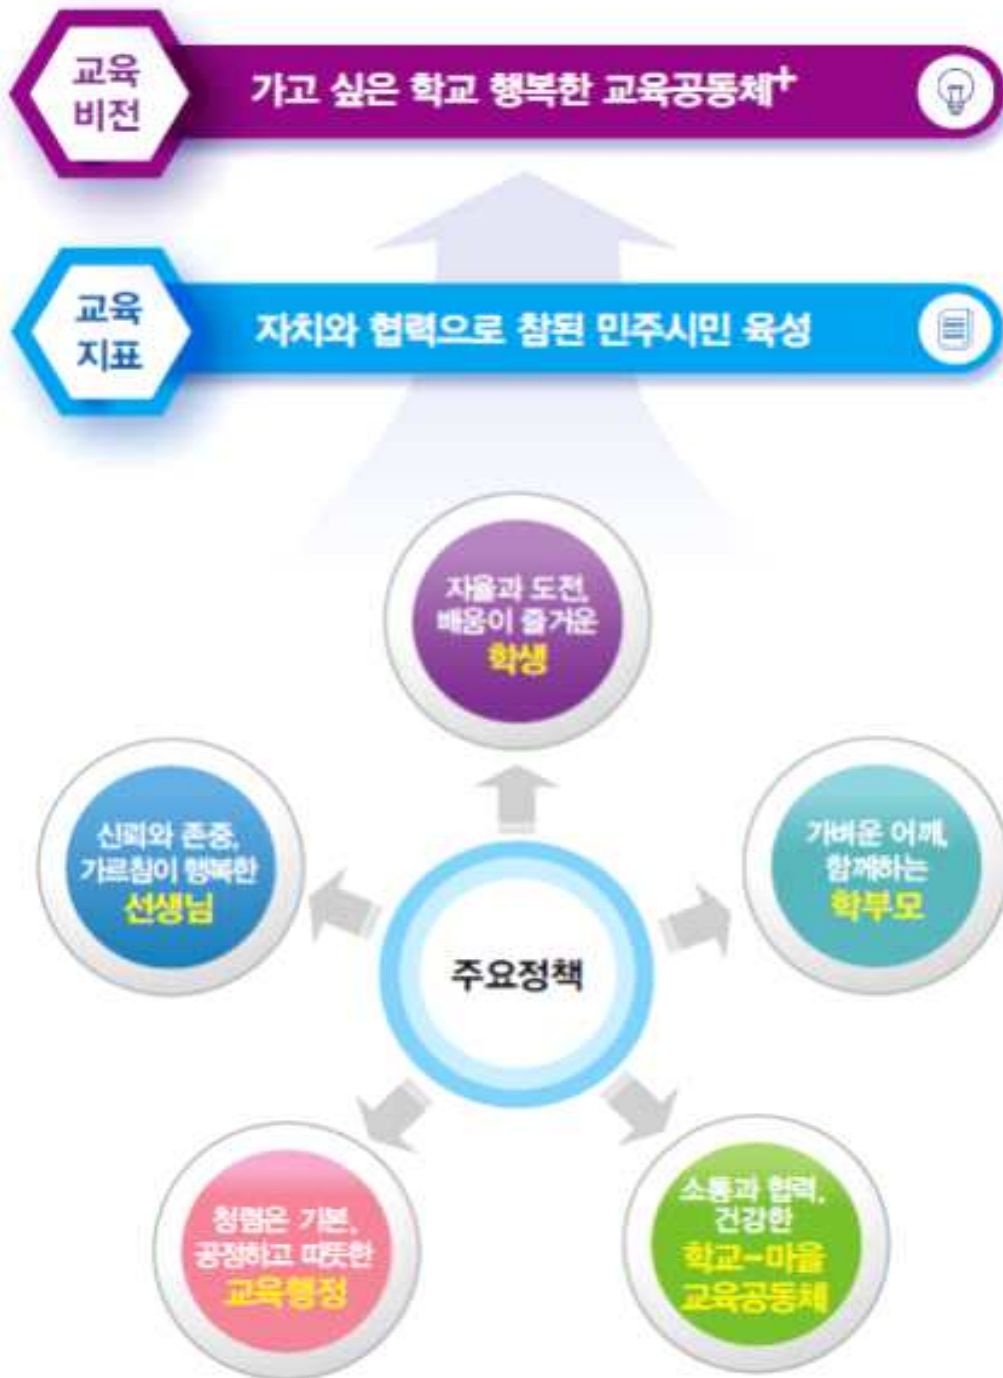 교육
비전
가고 싶은 학교 행복한 교육공동체+
교육
지표
자치와 협력으로 참된 민주시민 육성
자율과 도전,
배움이 즐거운
학생
신뢰와 존중,
가르침이 행복한
선생님
가벼운 어깨,
함께하는
학부모
주요정책
청렴은 기본,
공정하고 따뜻한
교육행정
소통과 협력,
건강한
학교-마을
교육공동체